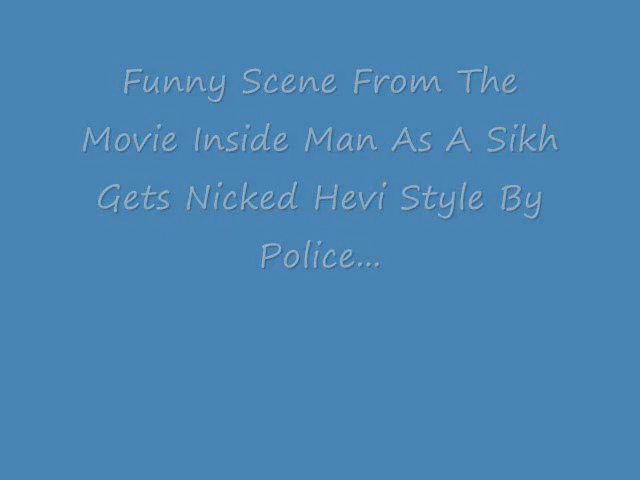 Funny Scene From The
Movie Inside Man As A Sikh
Gets Nicked Hevi Style By
Police...